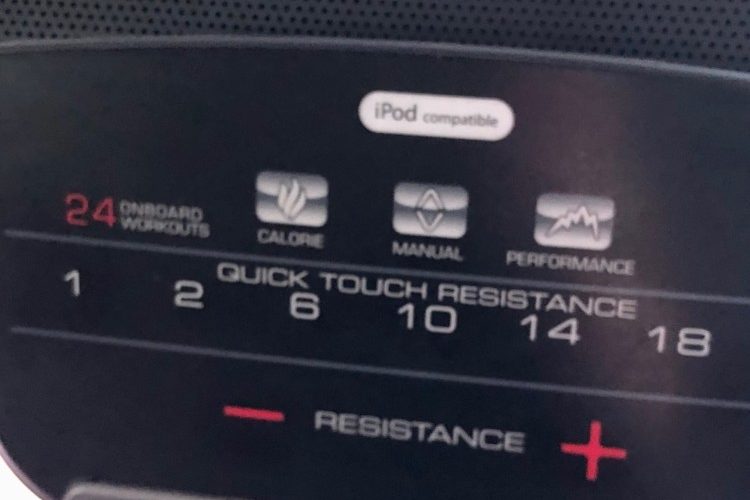 iPod compatible
24 ONBOARD WORKOUTS
CALORIE
MANUAL
PERFORMANCE
QUICK TOUCH RESISTANCE
1 2 6 10 14 18
− RESISTANCE +